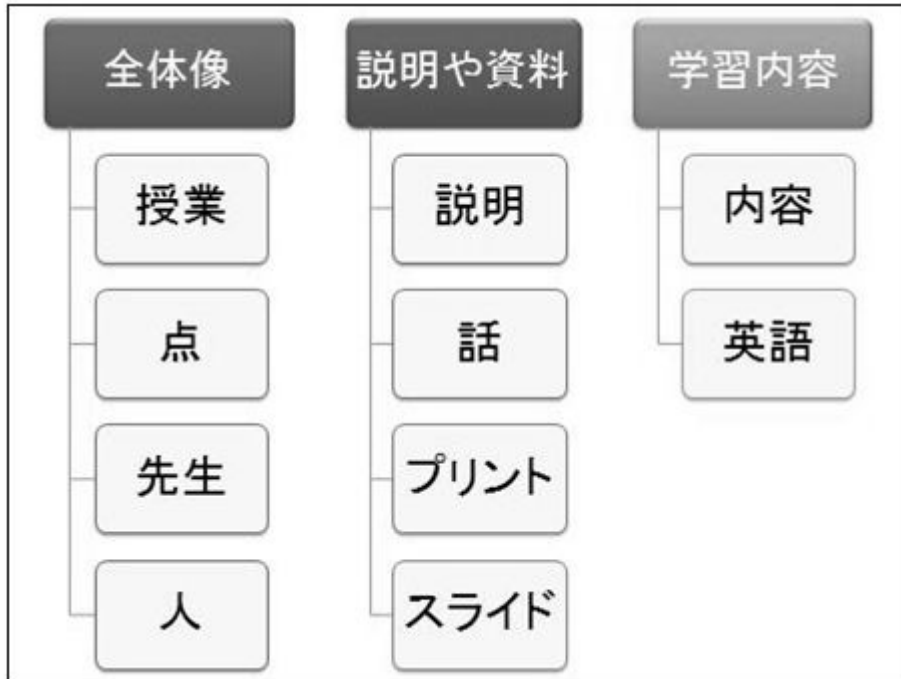 全体像
授業
点
先生
人
説明や資料
説明
話
プリント
スライド
学習内容
内容
英語